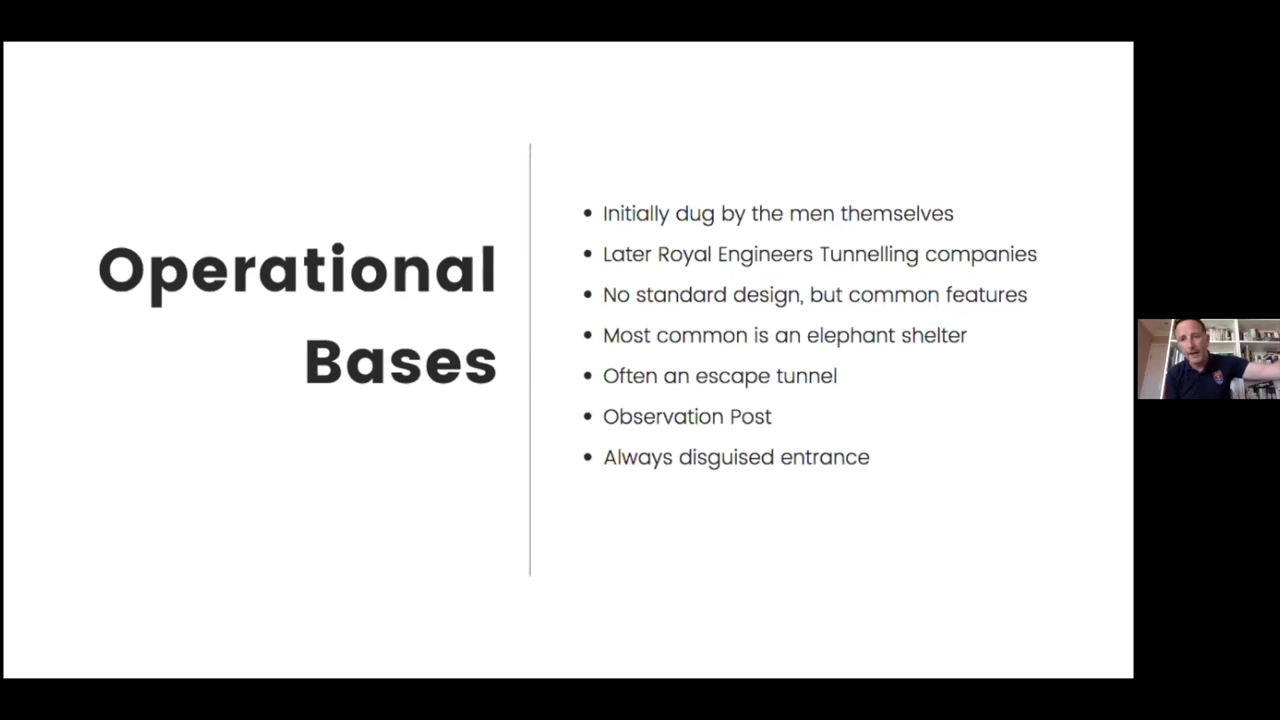 Operational
Bases
• Initially dug by the men themselves
• Later Royal Engineers Tunnelling companies
• No standard design, but common features
• Most common is an elephant shelter
• Often an escape tunnel
• Observation Post
• Always disguised entrance